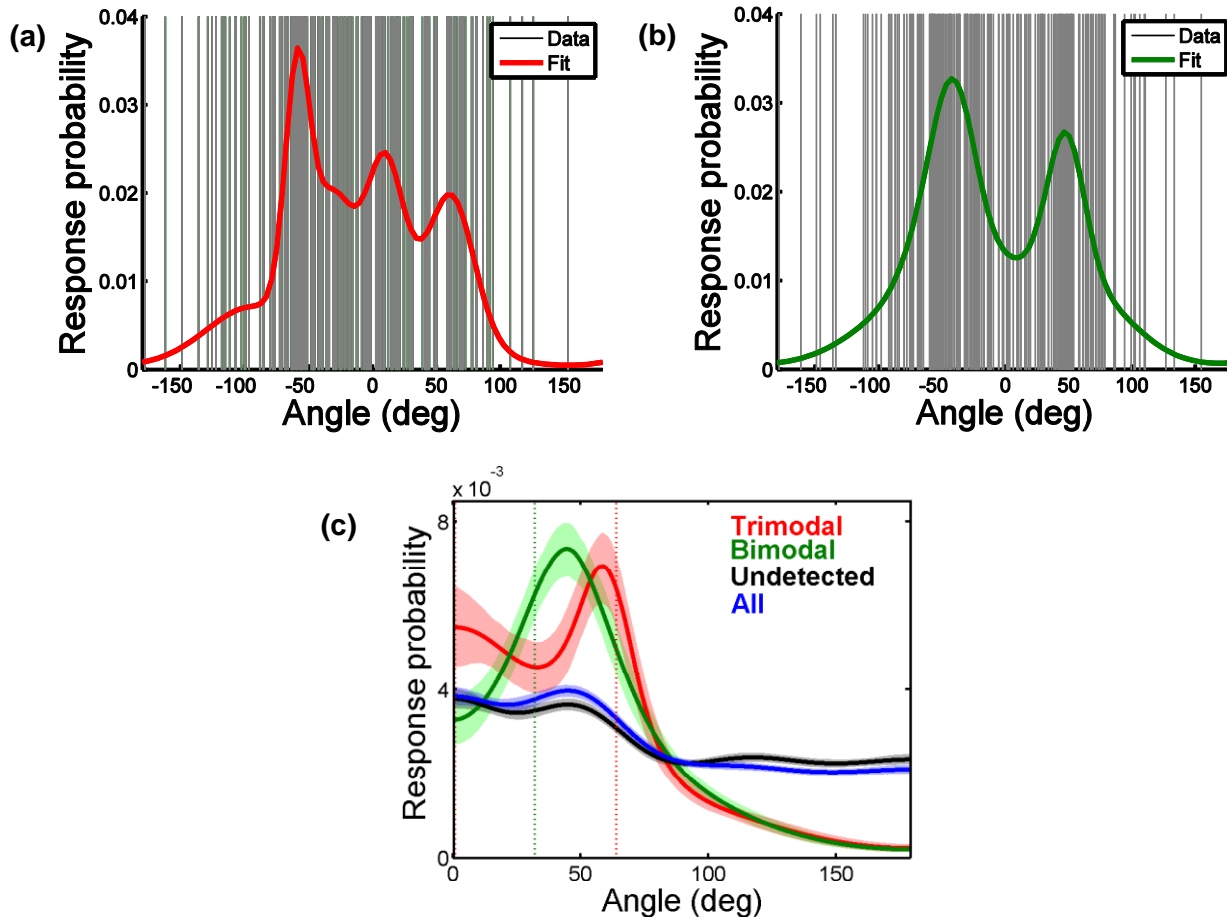 (a)
Response probability
0.04
0.03
0.02
0.01
0
Data
Fit
-150 -100 -50 0 50 100 150
Angle (deg)
(b)
Response probability
0.04
0.03
0.02
0.01
0
Data
Fit
-150 -100 -50 0 50 100 150
Angle (deg)
(c)
x 10⁻³
Response probability
8
4
0
Trimodal
Bimodal
Undetected
All
0 50 100 150
Angle (deg)